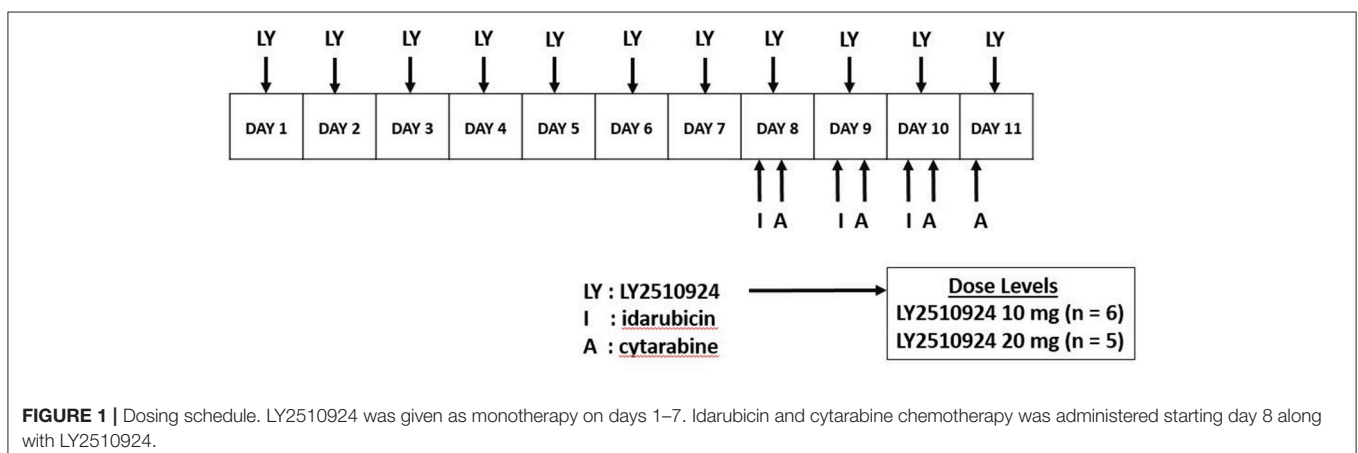 LY LY LY LY LY LY LY LY LY LY LY
DAY 1 DAY 2 DAY 3 DAY 4 DAY 5 DAY 6 DAY 7 DAY 8 DAY 9 DAY 10 DAY 11
I A I A I A A
LY : LY2510924
I : idarubicin
A : cytarabine
Dose Levels
LY2510924 10 mg (n = 6)
LY2510924 20 mg (n = 5)
FIGURE 1 | Dosing schedule. LY2510924 was given as monotherapy on days 1–7. Idarubicin and cytarabine chemotherapy was administered starting day 8 along
with LY2510924.